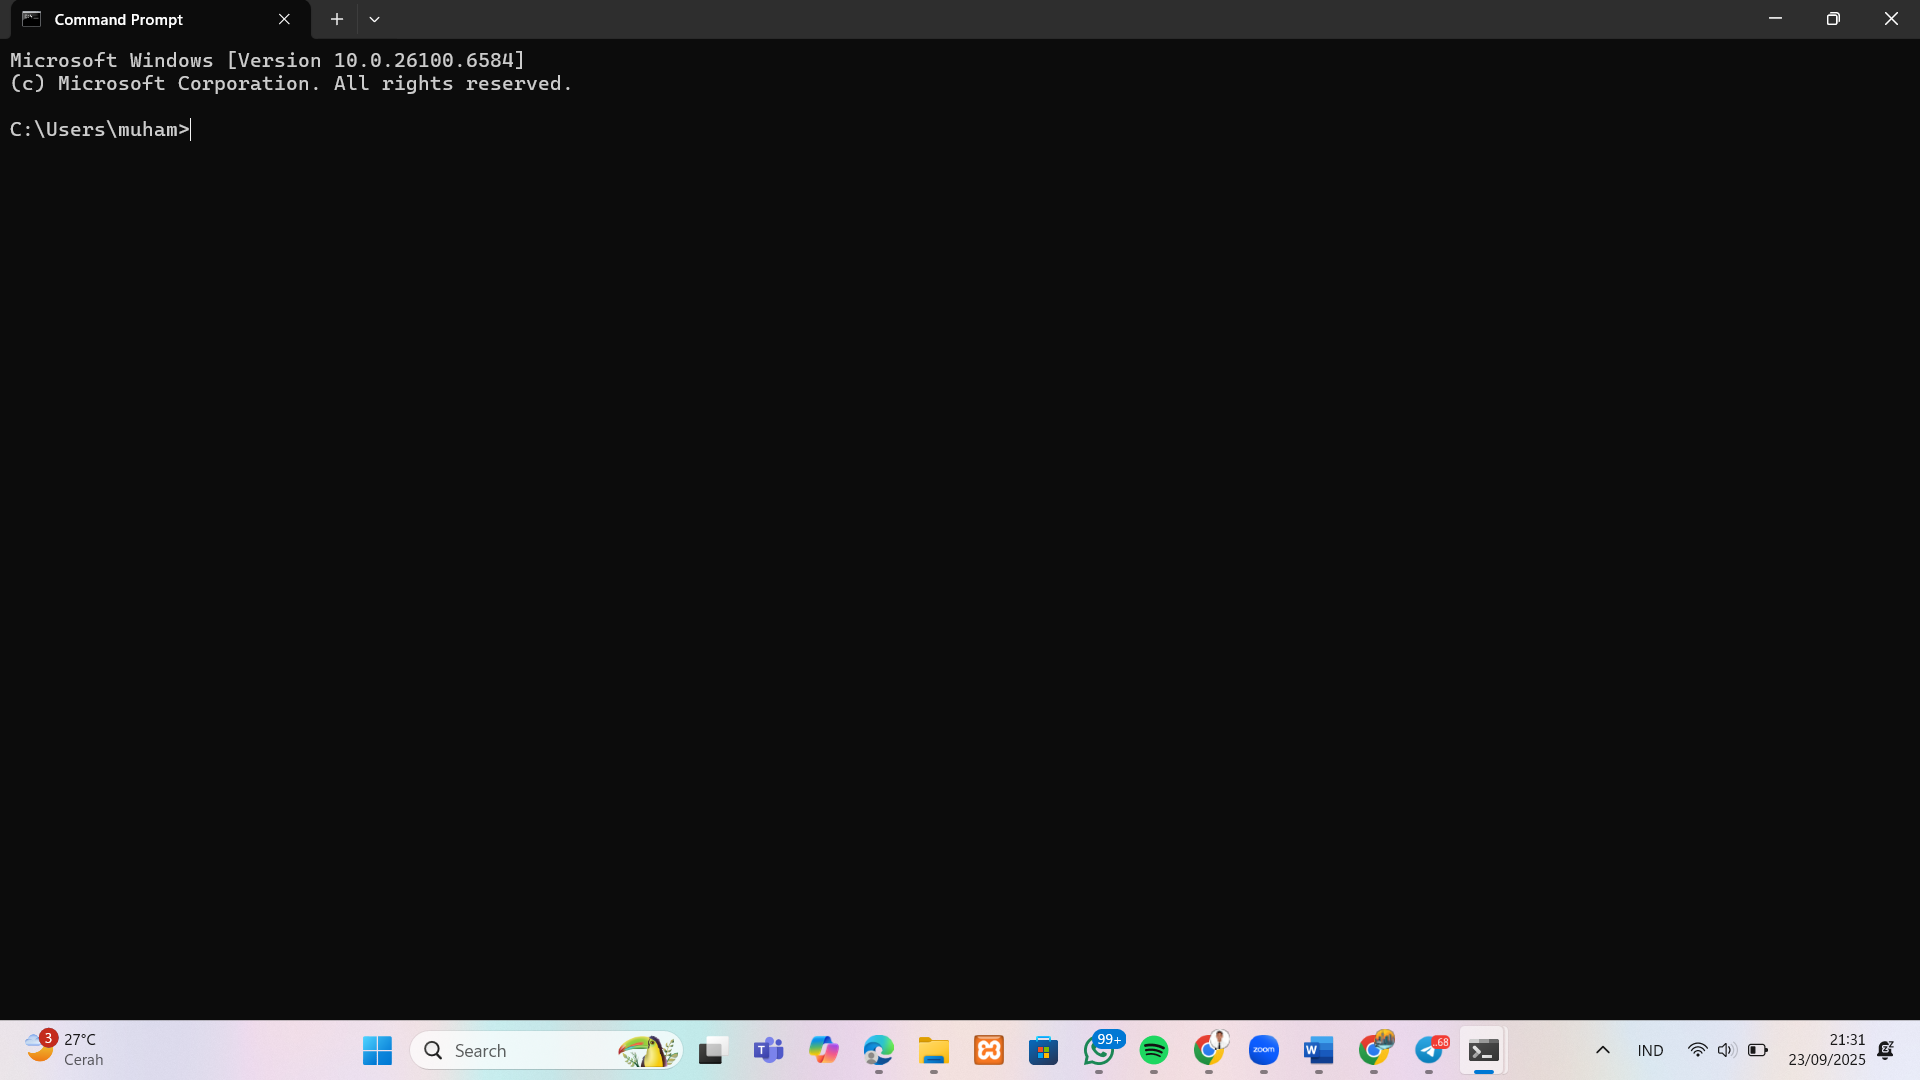 Command Prompt
Microsoft Windows [Version 10.0.26100.6584]
(c) Microsoft Corporation. All rights reserved.
C:\Users\muham>
3
27°C
Cerah
Search
T
99+
zoom
W
..68
IND
21:31
23/09/2025